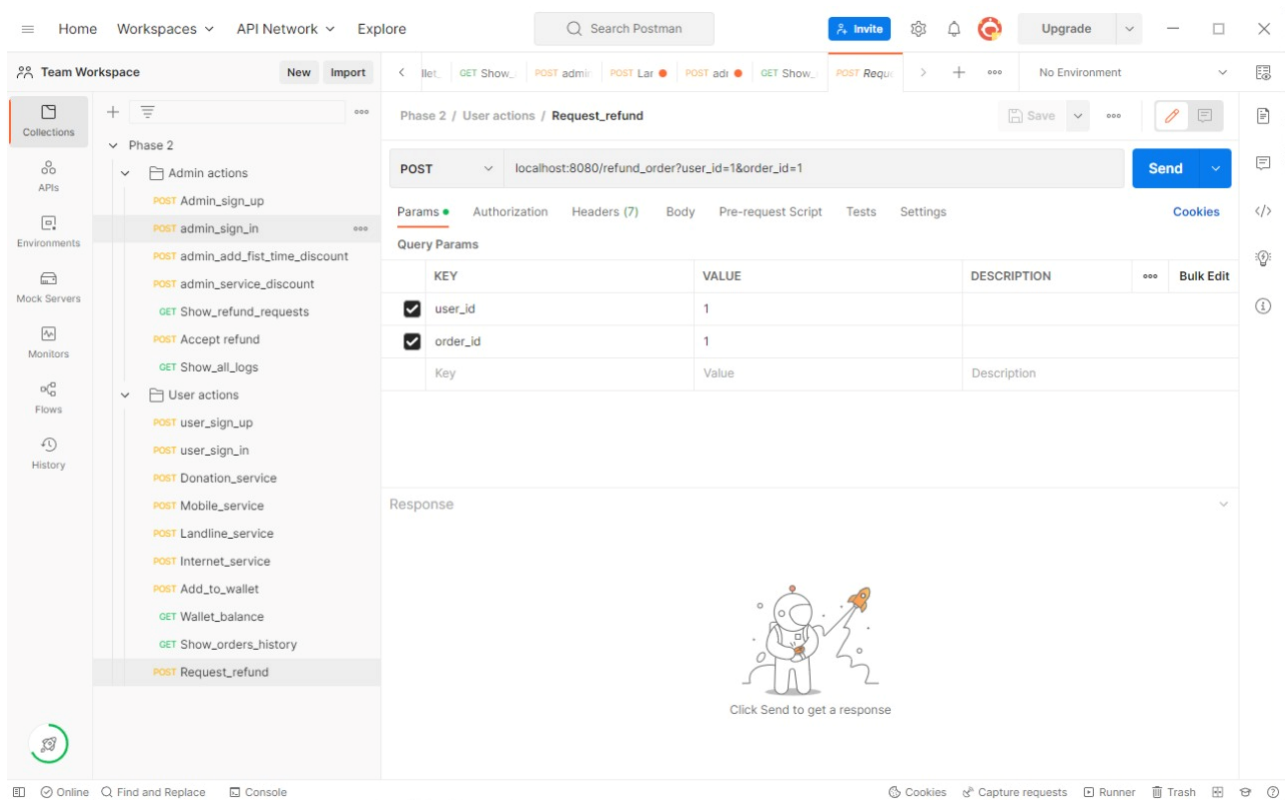 Home Workspaces API Network Explore Search Postman Invite Upgrade
Team Workspace New Import
GET Show_ POST admin POST Lar POST adı GET Show_ POST Requ No Environment
Phase 2 / User actions / Request_refund Save
Collections
APIs
Environments
Mock Servers
Monitors
Flows
History
Phase 2
Admin actions
POST Admin_sign_up
POST admin_sign_in
POST admin_add_fist_time_discount
POST admin_service_discount
GET Show_refund_requests
POST Accept refund
GET Show_all_logs
User actions
POST user_sign_up
POST user_sign_in
POST Donation_service
POST Mobile_service
POST Landline_service
POST Internet_service
POST Add_to_wallet
GET Wallet_balance
GET Show_orders_history
POST Request_refund
POST localhost:8080/refund_order?user_id=1&order_id=1 Send
Params Authorization Headers (7) Body Pre-request Script Tests Settings Cookies
Query Params
KEY VALUE DESCRIPTION Bulk Edit
user_id 1
order_id 1
Key Value Description
Response
Click Send to get a response
Online Find and Replace Console Cookies Capture requests Runner Trash